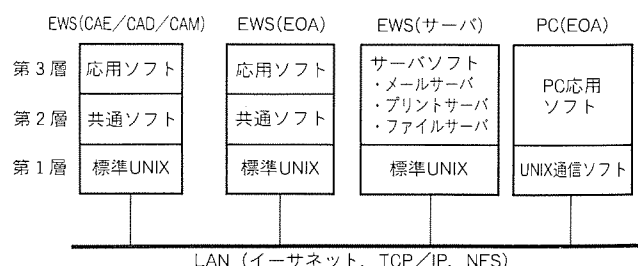 EWS(CAE/CAD/CAM)
EWS(EOA)
EWS(サーバ)
PC(EOA)
第3層
応用ソフト
応用ソフト
サーバソフト
・メールサーバ
・プリントサーバ
・ファイルサーバ
PC応用
ソフト
第2層
共通ソフト
共通ソフト
第1層
標準UNIX
標準UNIX
標準UNIX
UNIX通信ソフト
LAN(イーサネット,TCP/IP,NFS)